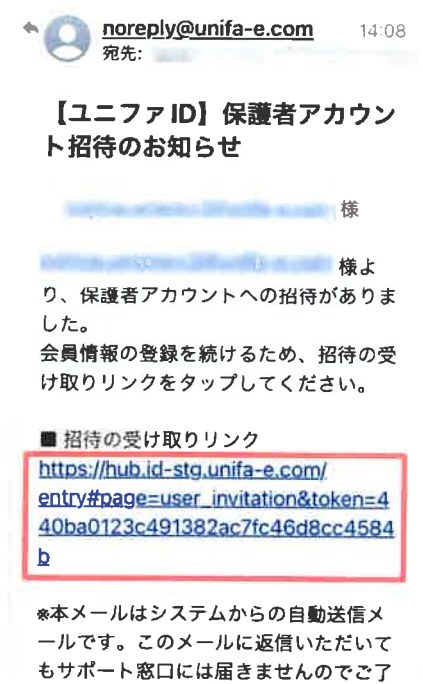 noreply@unifa-e.com 14:08
宛先:
【ユニファID】保護者アカウン
ト招待のお知らせ
様
様よ
り、保護者アカウントへの招待がありま
した。
会員情報の登録を続けるため、招待の受
け取りリンクをタップしてください。
■ 招待の受け取りリンク
https://hub.id-stg.unifa-e.com/
entry#page=user_invitation&token=4
40ba0123c491382ac7fc46d8cc4584
b
※本メールはシステムからの自動送信メ
ールです。このメールに返信いただいて
もサポート窓口には届きませんのでご了